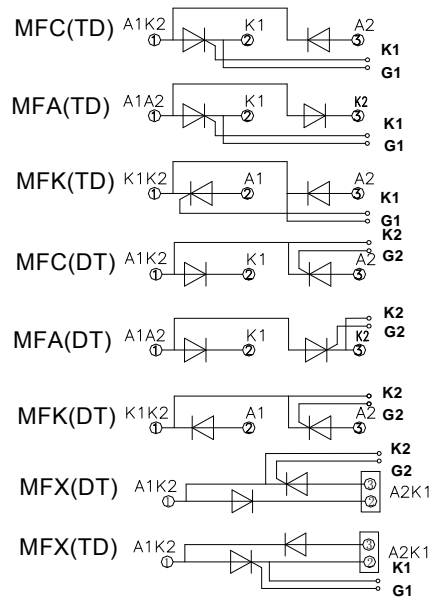 MFC(TD) A1K2 K1 A2
1 2 3
K1
G1
MFA(TD) A1A2 K1 K2
1 2 3
K1
G1
MFK(TD) K1K2 A1 A2
1 2 3
K1
G1
K2
MFC(DT) A1K2 K1 A2 G2
1 2 3
K2
MFA(DT) A1A2 K1 K2 G2
1 2 3
K2
MFK(DT) K1K2 A1 A2 G2
1 2 3
K2
G2
MFX(DT) A1K2 3 A2K1
1 2
MFX(TD) A1K2 3 A2K1
1 2 K1
G1